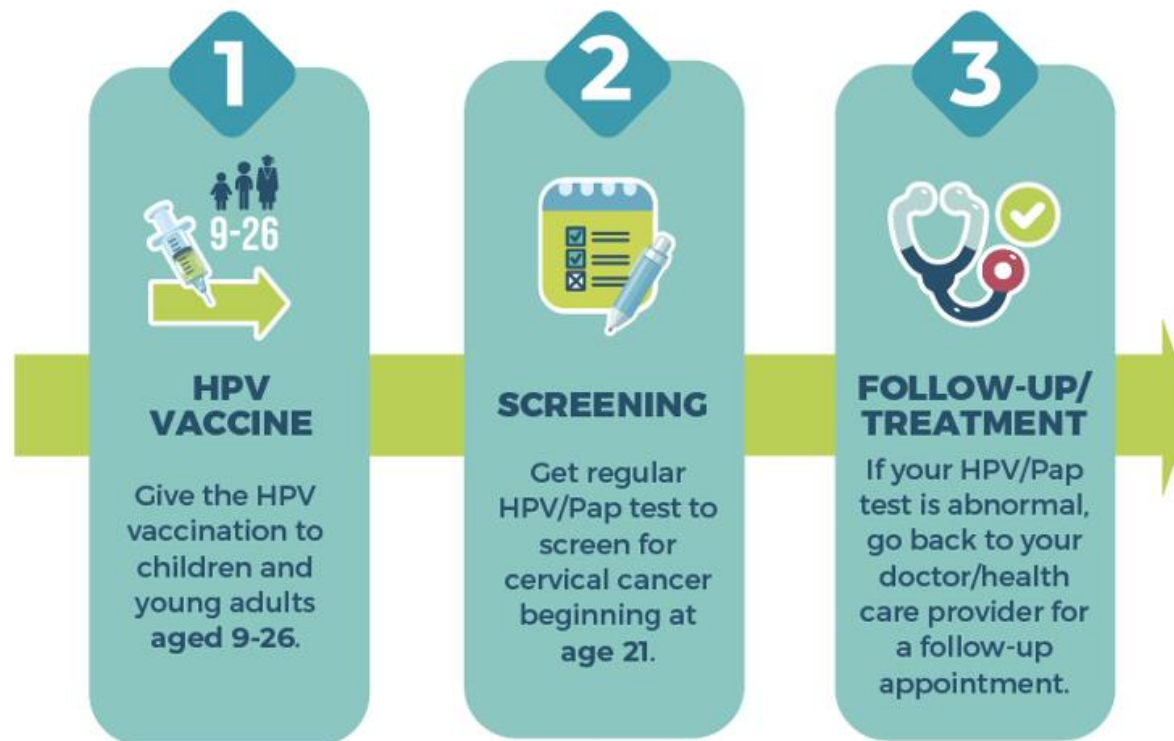 1
9-26
HPV
VACCINE
Give the HPV
vaccination to
children and
young adults
aged 9-26.
2
SCREENING
Get regular
HPV/Pap test to
screen for
cervical cancer
beginning at
age 21.
3
FOLLOW-UP/
TREATMENT
If your HPV/Pap
test is abnormal,
go back to your
doctor/health
care provider for
a follow-up
appointment.